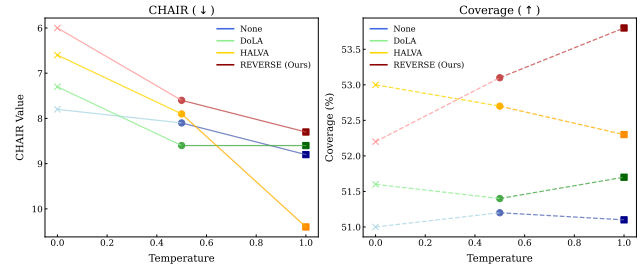 CHAIR (↓)
6
7
8
9
10
CHAIR Value
0.0
0.2
0.4
0.6
0.8
1.0
Temperature
None
DoLA
HALVA
REVERSE (Ours)
Coverage (↑)
53.5
53.0
52.5
52.0
51.5
51.0
Coverage (%)
0.0
0.2
0.4
0.6
0.8
1.0
Temperature
None
DoLA
HALVA
REVERSE (Ours)